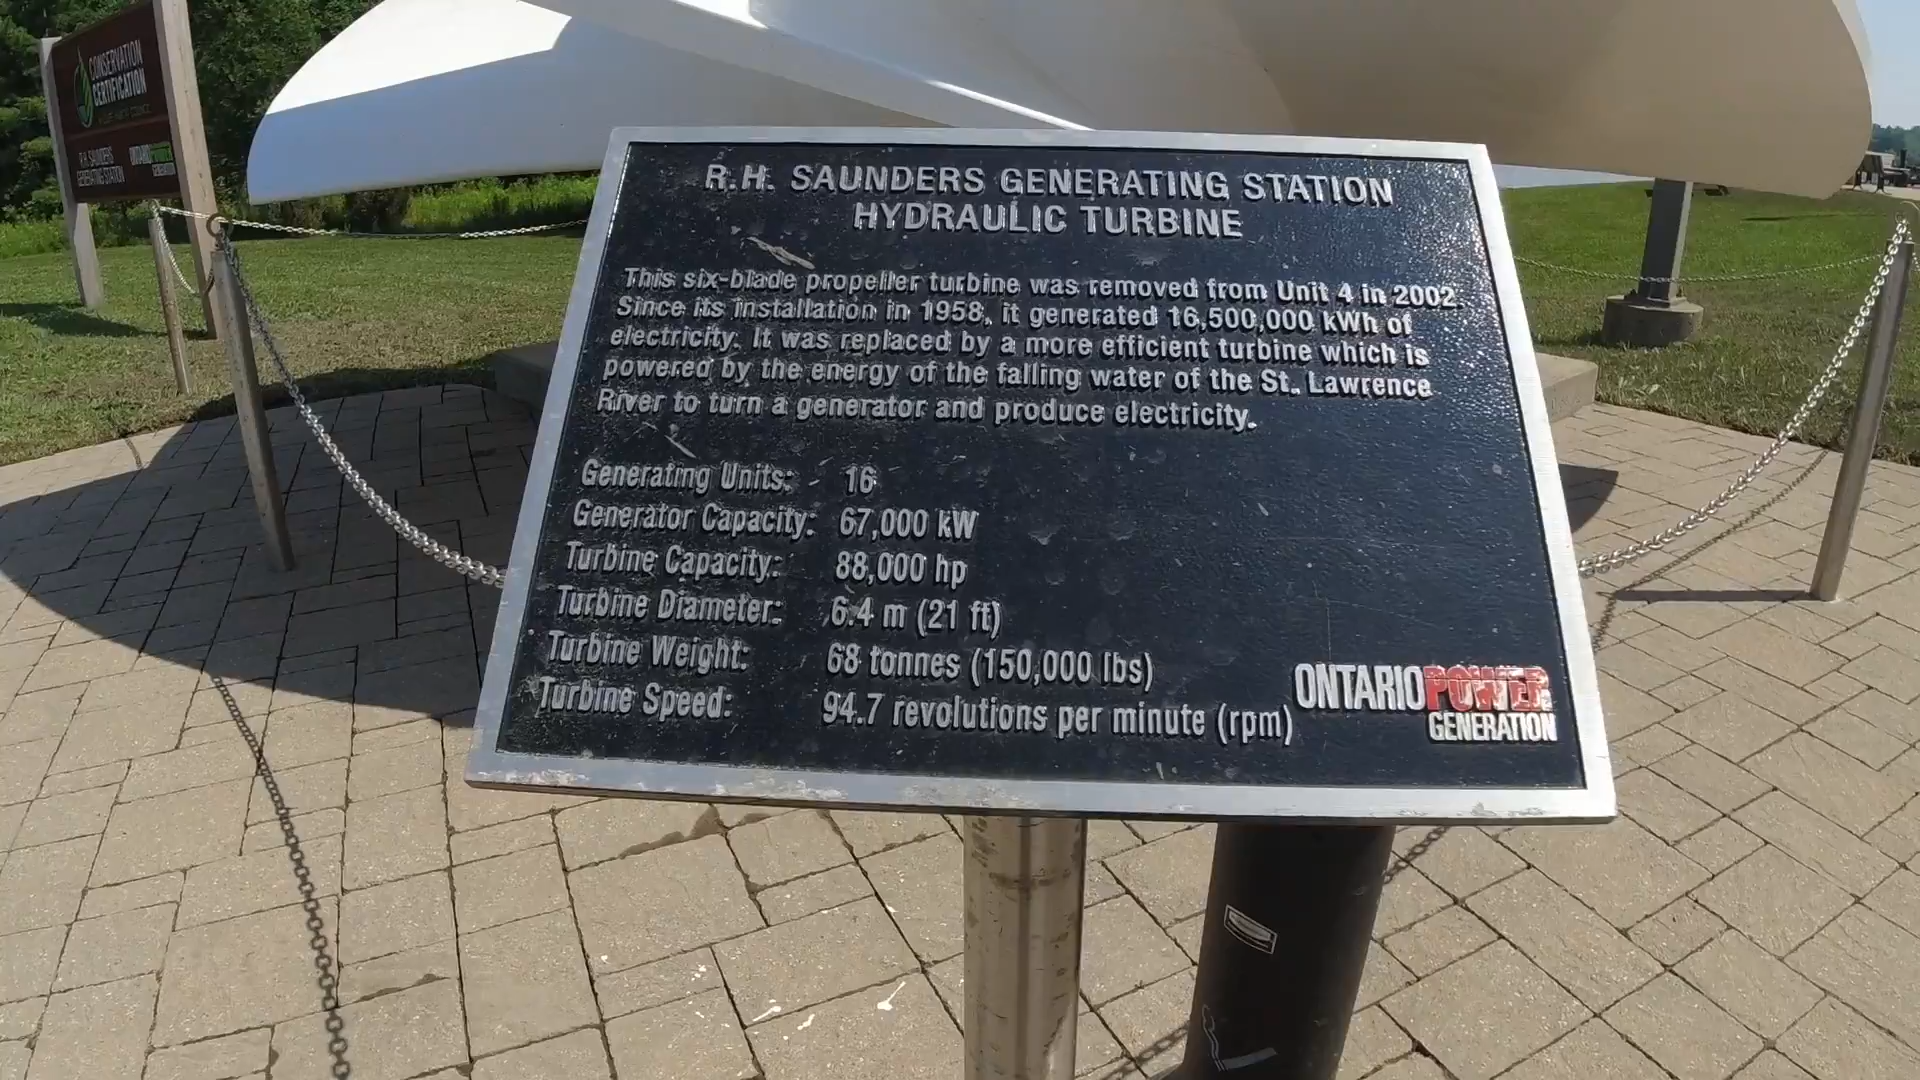 CONSERVATION
CERTIFICATION
R.H. SAUNDERS
GENERATING STATION
ONTARIOPOWER
GENERATION
R.H. SAUNDERS GENERATING STATION
HYDRAULIC TURBINE
This six-blade propeller turbine was removed from Unit 4 in 2002.
Since its installation in 1958, it generated 16,500,000 kWh of
electricity. It was replaced by a more efficient turbine which is
powered by the energy of the falling water of the St. Lawrence
River to turn a generator and produce electricity.
Generating Units: 16
Generator Capacity: 67,000 kW
Turbine Capacity: 88,000 hp
Turbine Diameter: 6.4 m (21 ft)
Turbine Weight: 68 tonnes (150,000 lbs)
Turbine Speed: 94.7 revolutions per minute (rpm)
ONTARIOPOWER
GENERATION